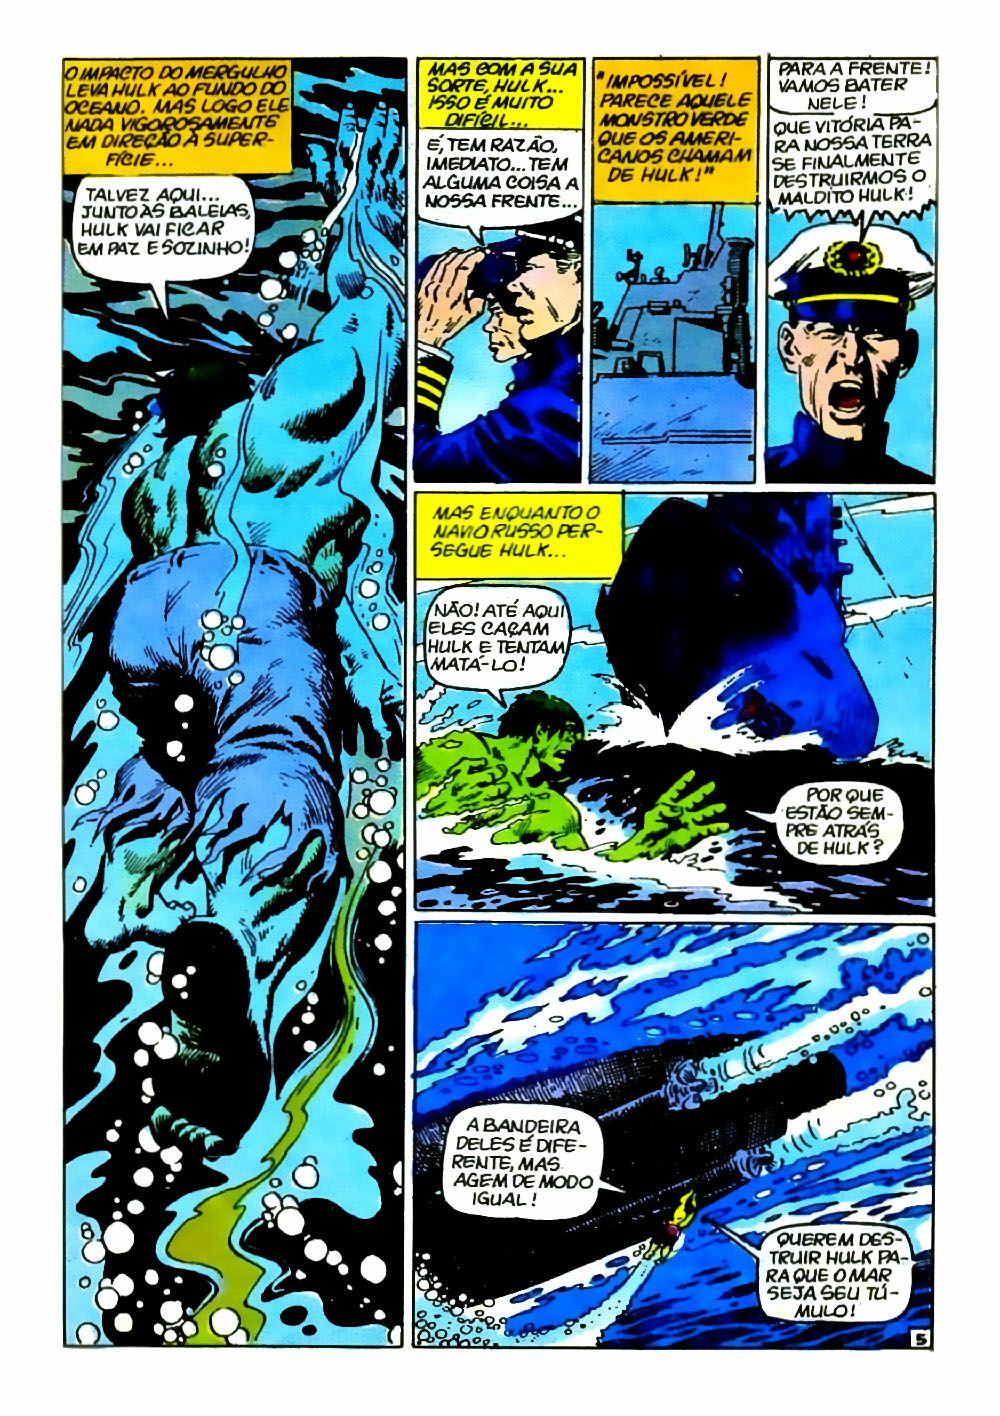 O IMPACTO DO MERGULHO
LEVA HULK AO FUNDO DO
OCEANO. MAS LOGO ELE
NADA VIGOROSAMENTE
EM DIREÇÃO À SUPER-
FÍCIE...
TALVEZ AQUI...
JUNTO ÀS BALEIAS,
HULK VAI FICAR
EM PAZ E SOZINHO!
MAS COM A SUA
SORTE, HULK...
ISSO É MUITO
DIFÍCIL...
É, TEM RAZÃO,
IMEDIATO... TEM
ALGUMA COISA A
NOSSA FRENTE...
"IMPOSSÍVEL!
PARECE AQUELE
MONSTRO VERDE
QUE OS AMERI-
CANOS CHAMAM
DE HULK!"
PARA A FRENTE!
VAMOS BATER
NELE!
QUE VITÓRIA PA-
RA NOSSA TERRA
SE FINALMENTE
DESTRUIRMOS O
MALDITO HULK!
MAS ENQUANTO O
NAVIO RUSSO PER-
SEGUE HULK...
NÃO! ATÉ AQUI
ELES CAÇAM
HULK E TENTAM
MATÁ-LO!
POR QUE
ESTÃO SEM-
PRE ATRÁS
DE HULK?
A BANDEIRA
DELES É DIFE-
RENTE, MAS
AGEM DE MODO
IGUAL!
QUEREM DES-
TRUIR HULK PA-
RA QUE O MAR
SEJA SEU TÚ-
MULO!
5